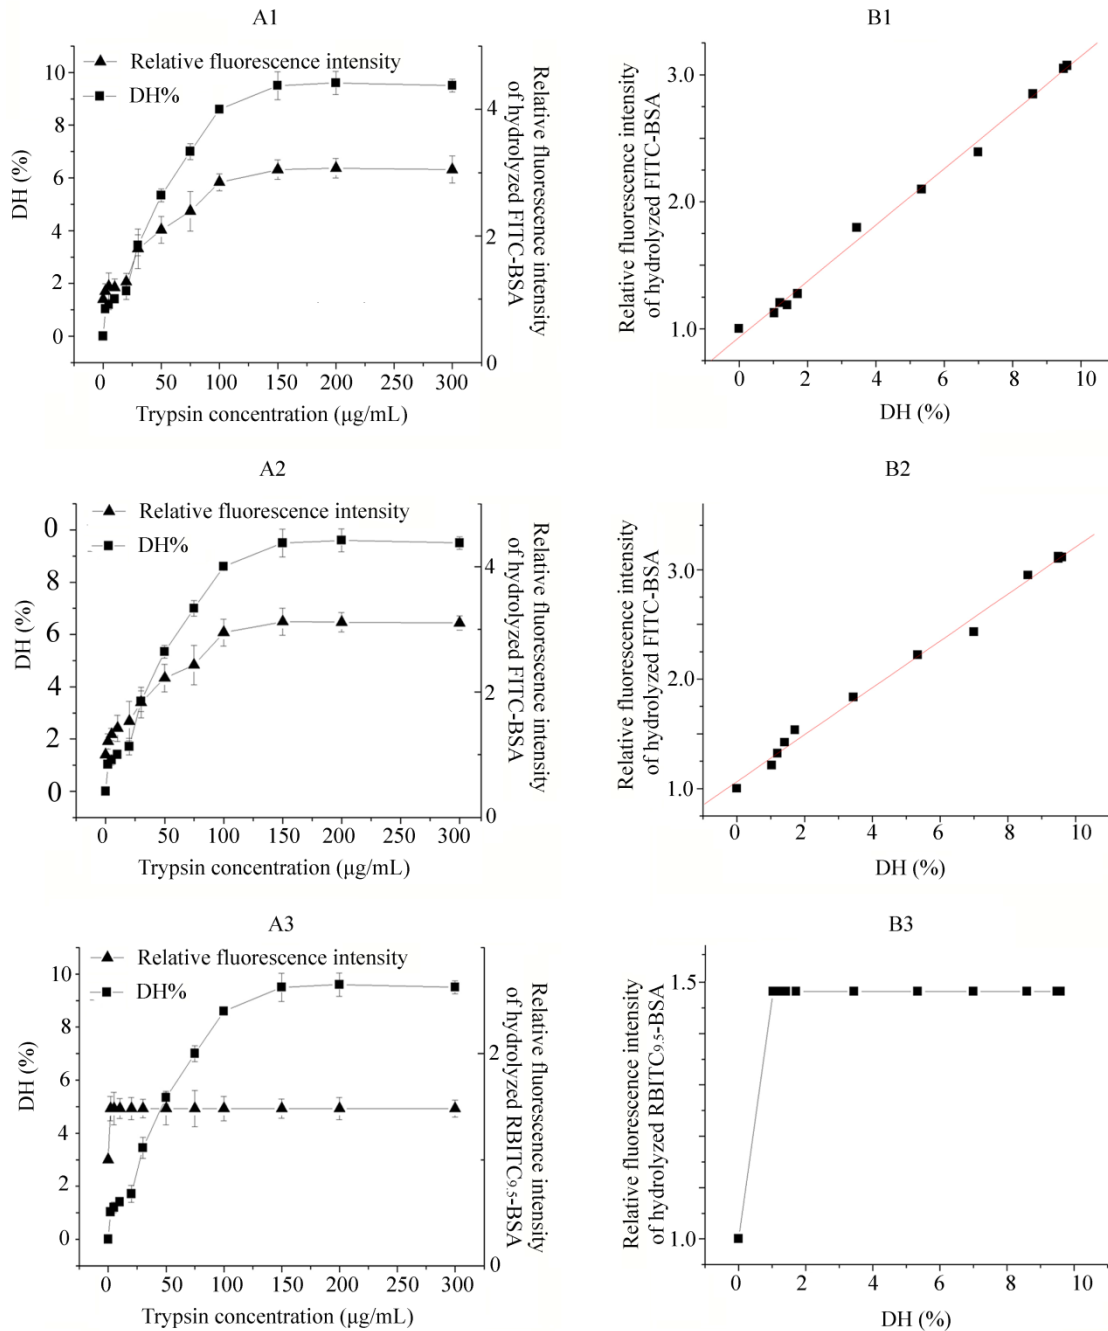 A1
Relative fluorescence intensity
DH%
10
8
6
4
2
0
DH (%)
4
2
0
Relative fluorescence intensity
of hydrolyzed FITC-BSA
0
50
100
150
200
250
300
Trypsin concentration (μg/mL)
B1
3.0
2.0
1.0
Relative fluorescence intensity
of hydrolyzed FITC-BSA
0
2
4
6
8
10
DH (%)
A2
Relative fluorescence intensity
DH%
0
8
6
4
2
0
DH (%)
4
2
0
Relative fluorescence intensity
of hydrolyzed FITC-BSA
0
50
100
150
200
250
300
Trypsin concentration (μg/mL)
B2
3.0
2.0
1.0
Relative fluorescence intensity
of hydrolyzed FITC-BSA
0
2
4
6
8
10
DH (%)
A3
Relative fluorescence intensity
DH%
10
8
6
4
2
0
DH (%)
2
0
Relative fluorescence intensity
of hydrolyzed RBITC9.5-BSA
0
50
100
150
200
250
300
Trypsin concentration (μg/mL)
B3
1.5
1.0
Relative fluorescence intensity
of hydrolyzed RBITC9.5-BSA
0
2
4
6
8
10
DH (%)